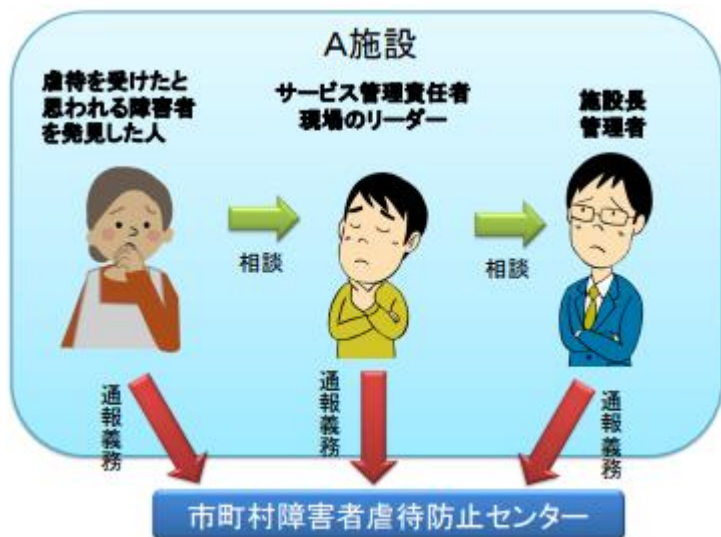 A施設
虐待を受けたと
思われる障害者
を発見した人
サービス管理責任者
現場のリーダー
施設長
管理者
相談
相談
通報義務
通報義務
通報義務
市町村障害者虐待防止センター